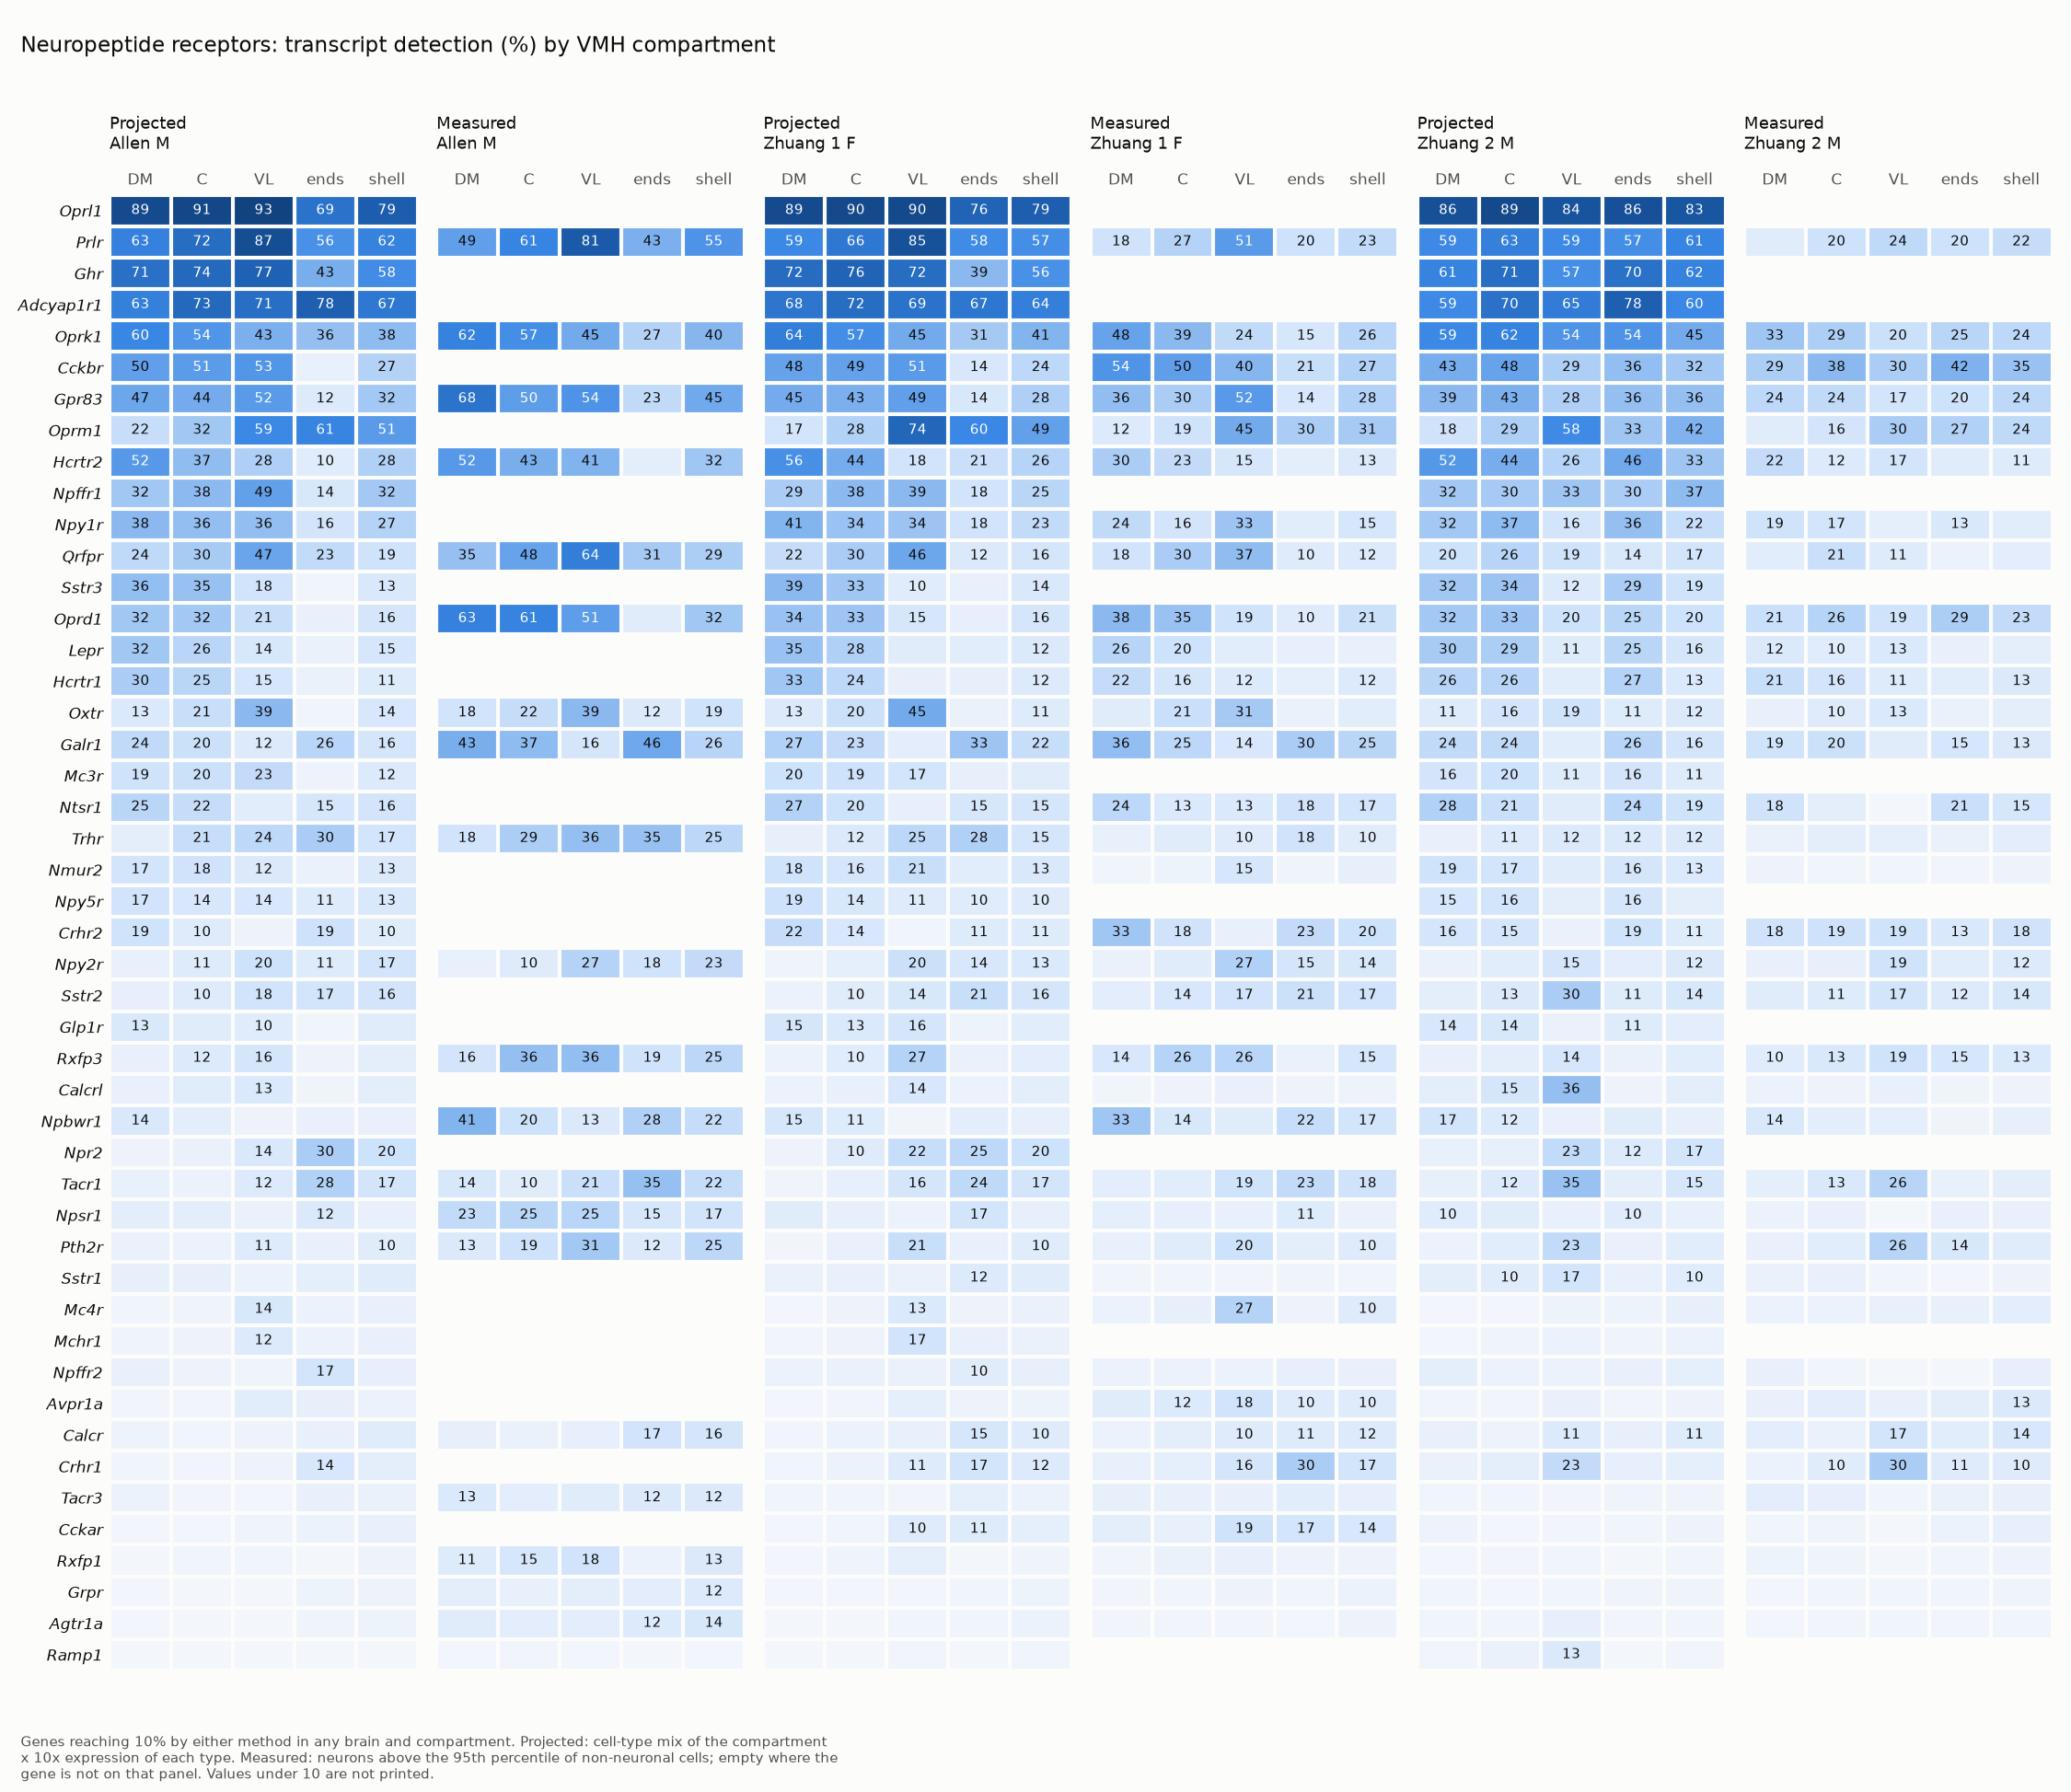 Neuropeptide receptors: transcript detection (%) by VMH compartment
Projected Measured Projected Measured Projected Measured
Allen M Allen M Zhuang 1 F Zhuang 1 F Zhuang 2 M Zhuang 2 M
DM C VL ends shell DM C VL ends shell DM C VL ends shell DM C VL ends shell DM C VL ends shell DM C VL ends shell
Oprl1 89 91 93 69 79 89 90 90 76 79 86 89 84 86 83
Prlr 63 72 87 56 62 49 61 81 43 55 59 66 85 58 57 18 27 51 20 23 59 63 59 57 61 20 24 20 22
Ghr 71 74 77 43 58 72 76 72 39 56 61 71 57 70 62
Adcyap1r1 63 73 71 78 67 68 72 69 67 64 59 70 65 78 60
Oprk1 60 54 43 36 38 62 57 45 27 40 64 57 45 31 41 48 39 24 15 26 59 62 54 54 45 33 29 20 25 24
Cckbr 50 51 53 27 48 49 51 14 24 54 50 40 21 27 43 48 29 36 32 29 38 30 42 35
Gpr83 47 44 52 12 32 68 50 54 23 45 45 43 49 14 28 36 30 52 14 28 39 43 28 36 36 24 24 17 20 24
Oprm1 22 32 59 61 51 17 28 74 60 49 12 19 45 30 31 18 29 58 33 42 16 30 27 24
Hcrtr2 52 37 28 10 28 52 43 41 32 56 44 18 21 26 30 23 15 13 52 44 26 46 33 22 12 17 11
Npffr1 32 38 49 14 32 29 38 39 18 25 32 30 33 30 37
Npy1r 38 36 36 16 27 41 34 34 18 23 24 16 33 15 32 37 16 36 22 19 17 13
Qrfpr 24 30 47 23 19 35 48 64 31 29 22 30 46 12 16 18 30 37 10 12 20 26 19 14 17 21 11
Sstr3 36 35 18 13 39 33 10 14 32 34 12 29 19
Oprd1 32 32 21 16 63 61 51 32 34 33 15 16 38 35 19 10 21 32 33 20 25 20 21 26 19 29 23
Lepr 32 26 14 15 35 28 12 26 20 30 29 11 25 16 12 10 13
Hcrtr1 30 25 15 11 33 24 12 22 16 12 12 26 26 27 13 21 16 11 13
Oxtr 13 21 39 14 18 22 39 12 19 13 20 45 11 21 31 11 16 19 11 12 10 13
Galr1 24 20 12 26 16 43 37 16 46 26 27 23 33 22 36 25 14 30 25 24 24 26 16 19 20 15 13
Mc3r 19 20 23 12 20 19 17 16 20 11 16 11
Ntsr1 25 22 15 16 27 20 15 15 24 13 13 18 17 28 21 24 19 18 21 15
Trhr 21 24 30 17 18 29 36 35 25 12 25 28 15 10 18 10 11 12 12 12
Nmur2 17 18 12 13 18 16 21 13 15 19 17 16 13
Npy5r 17 14 14 11 13 19 14 11 10 10 15 16 16
Crhr2 19 10 19 10 22 14 11 11 33 18 23 20 16 15 19 11 18 19 19 13 18
Npy2r 11 20 11 17 10 27 18 23 20 14 13 27 15 14 15 12 19 12
Sstr2 10 18 17 16 10 14 21 16 14 17 21 17 13 30 11 14 11 17 12 14
Glp1r 13 10 15 13 16 14 14 11
Rxfp3 12 16 16 36 36 19 25 10 27 14 26 26 15 14 10 13 19 15 13
Calcrl 13 14 15 36
Npbwr1 14 41 20 13 28 22 15 11 33 14 22 17 17 12 14
Npr2 14 30 20 10 22 25 20 23 12 17
Tacr1 12 28 17 14 10 21 35 22 16 24 17 19 23 18 12 35 15 13 26
Npsr1 12 23 25 25 15 17 17 11 10 10
Pth2r 11 10 13 19 31 12 25 21 10 20 10 23 26 14
Sstr1 12 10 17 10
Mc4r 14 13 27 10
Mchr1 12 17
Npffr2 17 10
Avpr1a 12 18 10 10 13
Calcr 17 16 15 10 10 11 12 11 11 17 14
Crhr1 14 11 17 12 16 30 17 23 10 30 11 10
Tacr3 13 12 12
Cckar 10 11 19 17 14
Rxfp1 11 15 18 13
Grpr 12
Agtr1a 12 14
Ramp1 13
Genes reaching 10% by either method in any brain and compartment. Projected: cell-type mix of the compartment
x 10x expression of each type. Measured: neurons above the 95th percentile of non-neuronal cells; empty where the
gene is not on that panel. Values under 10 are not printed.